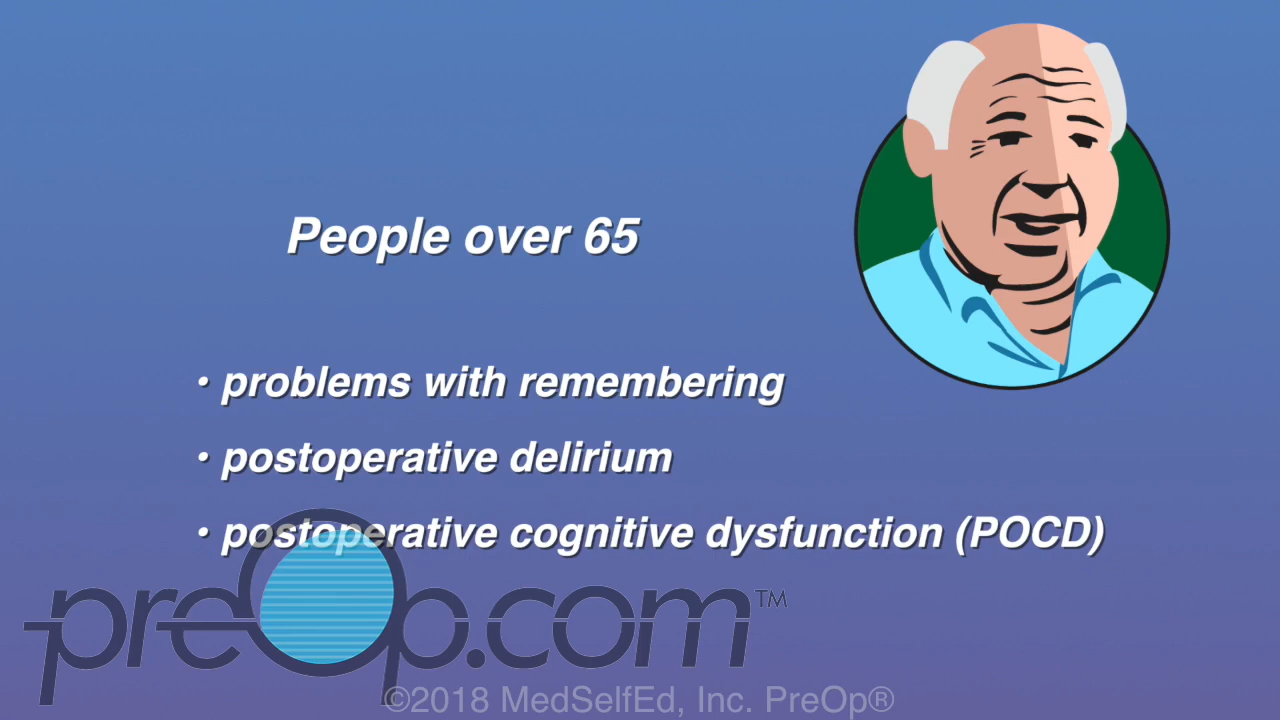 People over 65
• problems with remembering
• postoperative delirium
• postoperative cognitive dysfunction (POCD)
preOp.com™
©2018 MedSelfEd, Inc. PreOp®